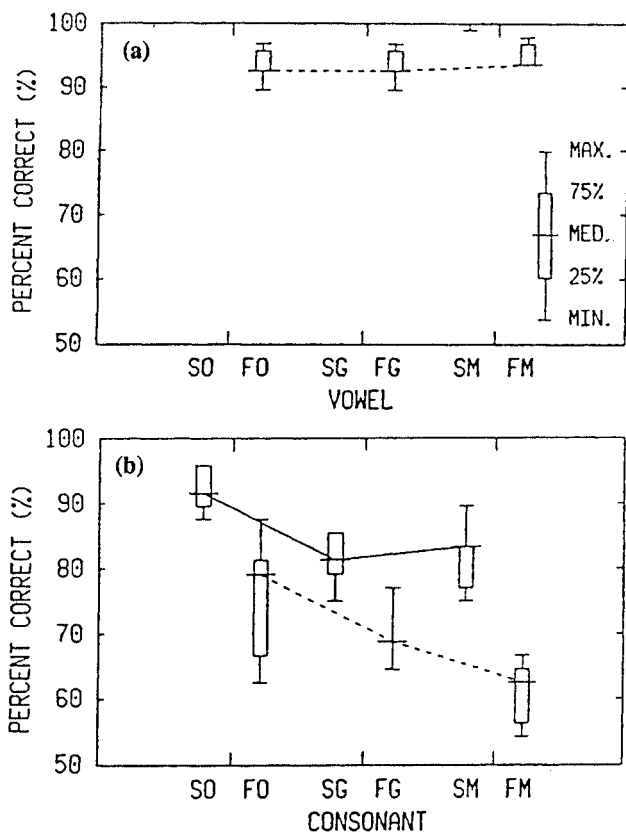 (a)
PERCENT CORRECT (%)
100
90
80
70
60
50
MAX.
75%
MED.
25%
MIN.
SO FO SG FG SM FM
VOWEL
(b)
PERCENT CORRECT (%)
100
90
80
70
60
50
SO FO SG FG SM FM
CONSONANT